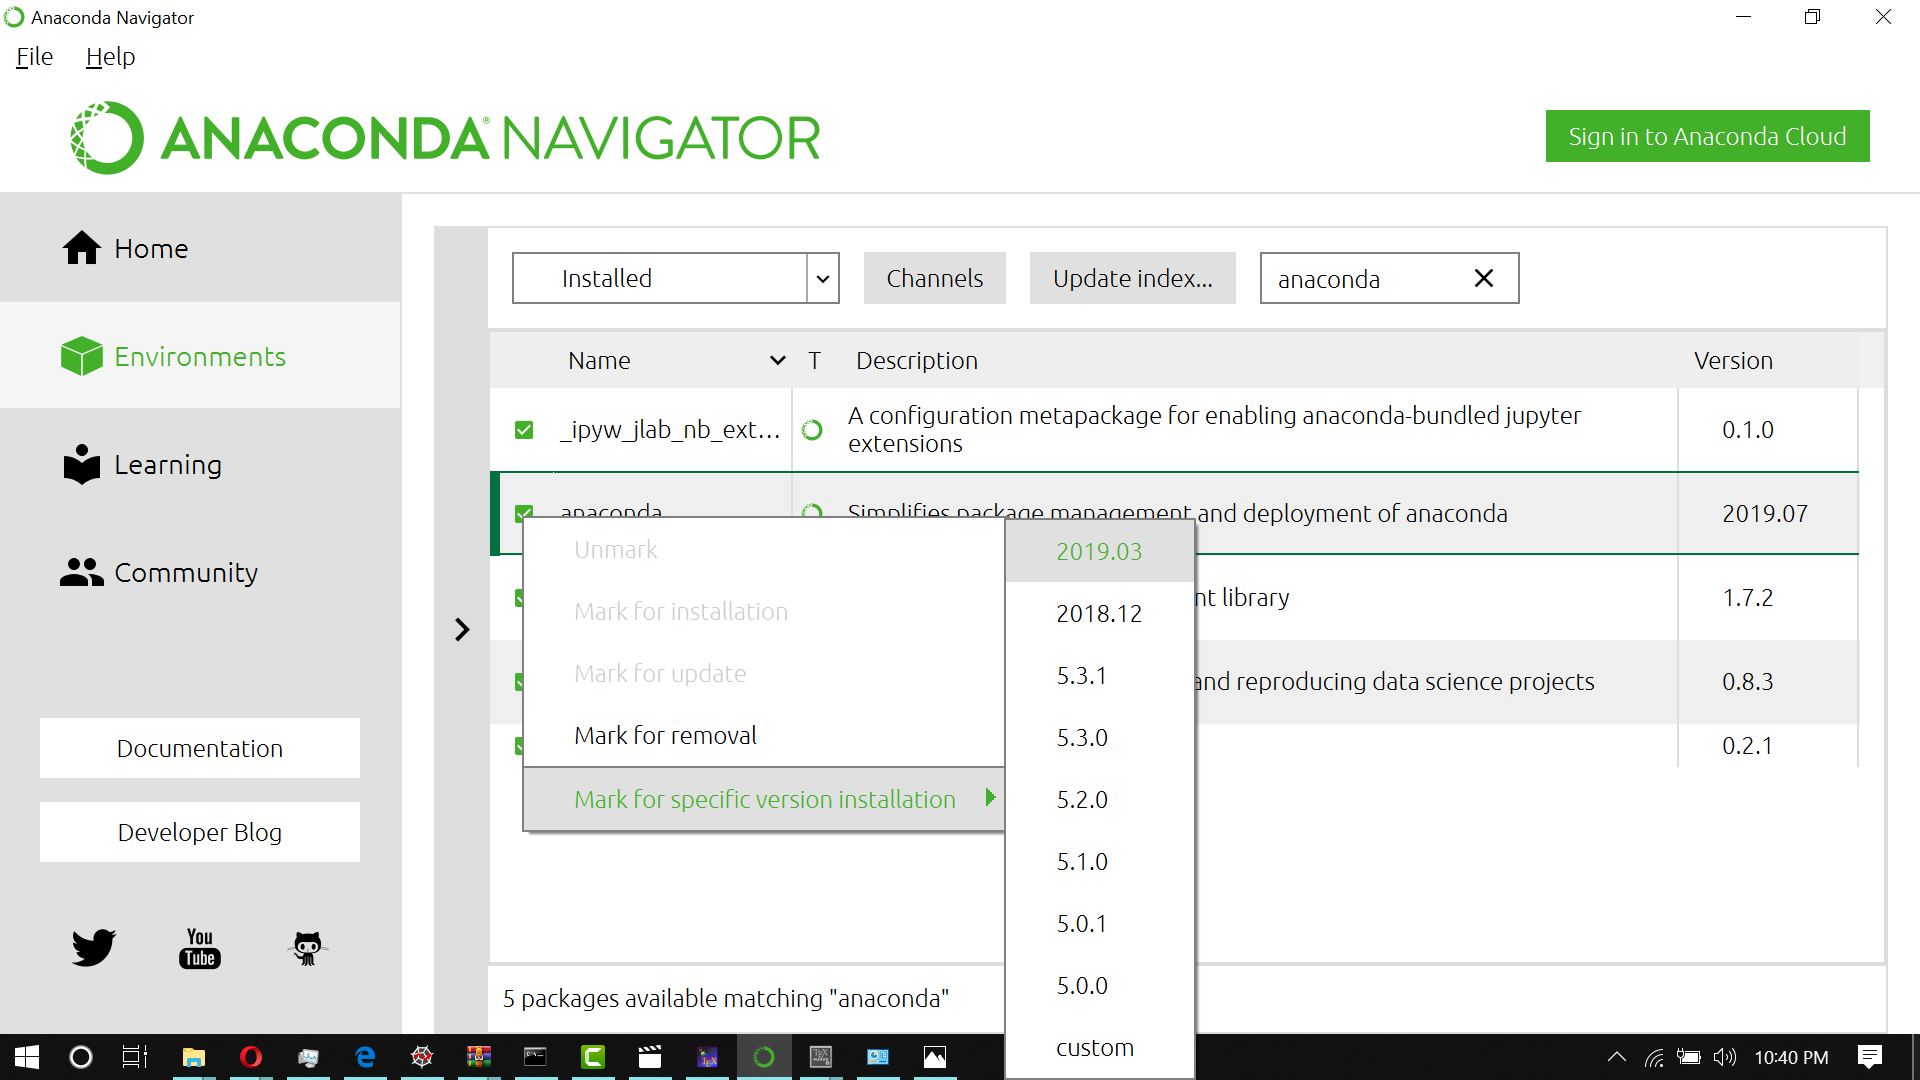 Anaconda Navigator
File Help
ANACONDA NAVIGATOR
Sign in to Anaconda Cloud
Home
Environments
Learning
Community
Documentation
Developer Blog
You
Tube
Installed
Channels
Update index...
anaconda
Name T Description Version
_ipyw_jlab_nb_ext... A configuration metapackage for enabling anaconda-bundled jupyter
extensions 0.1.0
anaconda Simplifies package management and deployment of anaconda 2019.07
nt library 1.7.2
and reproducing data science projects 0.8.3
0.2.1
Unmark
Mark for installation
Mark for update
Mark for removal
Mark for specific version installation
2019.03
2018.12
5.3.1
5.3.0
5.2.0
5.1.0
5.0.1
5.0.0
custom
5 packages available matching "anaconda"
10:40 PM